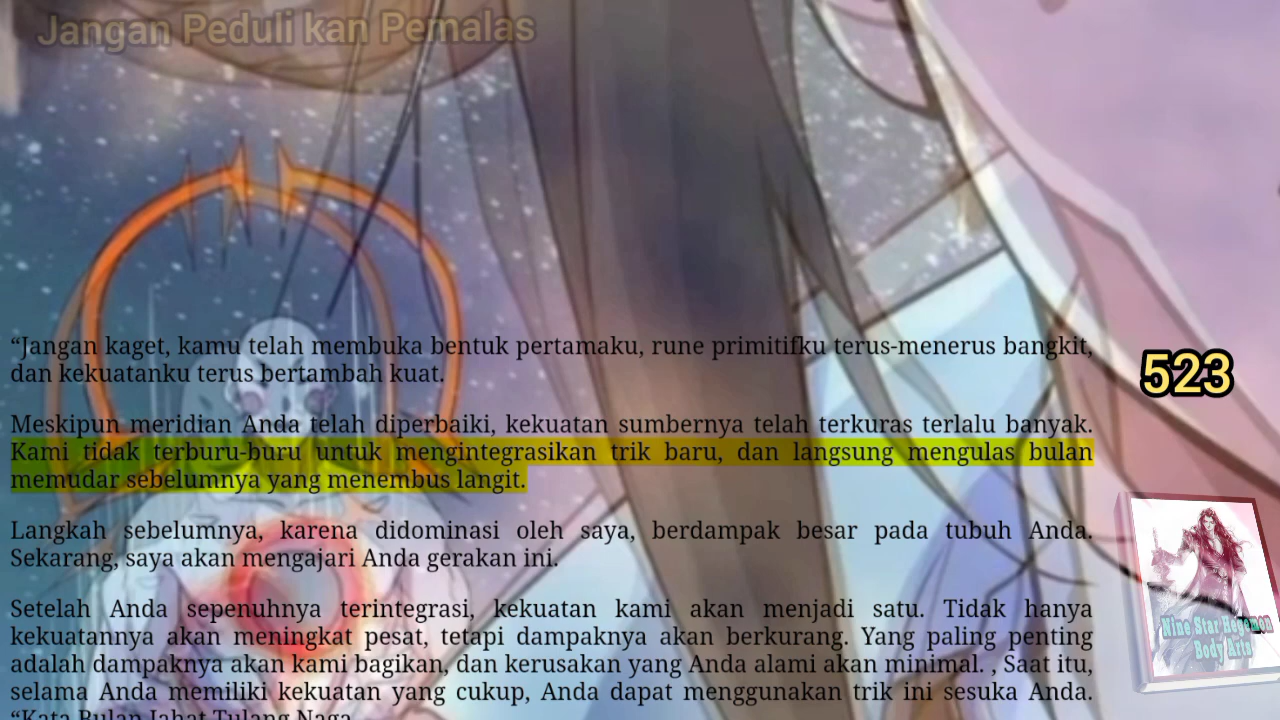 Jangan Peduli kan Pemalas
“Jangan kaget, kamu telah membuka bentuk pertamaku, rune primitifku terus-menerus bangkit,
dan kekuatanku terus bertambah kuat.
523
Meskipun meridian Anda telah diperbaiki, kekuatan sumbernya telah terkuras terlalu banyak.
Kami tidak terburu-buru untuk mengintegrasikan trik baru, dan langsung mengulas bulan
memudar sebelumnya yang menembus langit.
Langkah sebelumnya, karena didominasi oleh saya, berdampak besar pada tubuh Anda.
Sekarang, saya akan mengajari Anda gerakan ini.
Setelah Anda sepenuhnya terintegrasi, kekuatan kami akan menjadi satu. Tidak hanya
kekuatannya akan meningkat pesat, tetapi dampaknya akan berkurang. Yang paling penting
adalah dampaknya akan kami bagikan, dan kerusakan yang Anda alami akan minimal. , Saat itu,
selama Anda memiliki kekuatan yang cukup, Anda dapat menggunakan trik ini sesuka Anda.
“Kata Bulan Jahat Tulang Naga.
Nine Star Hegemon
Body Arts